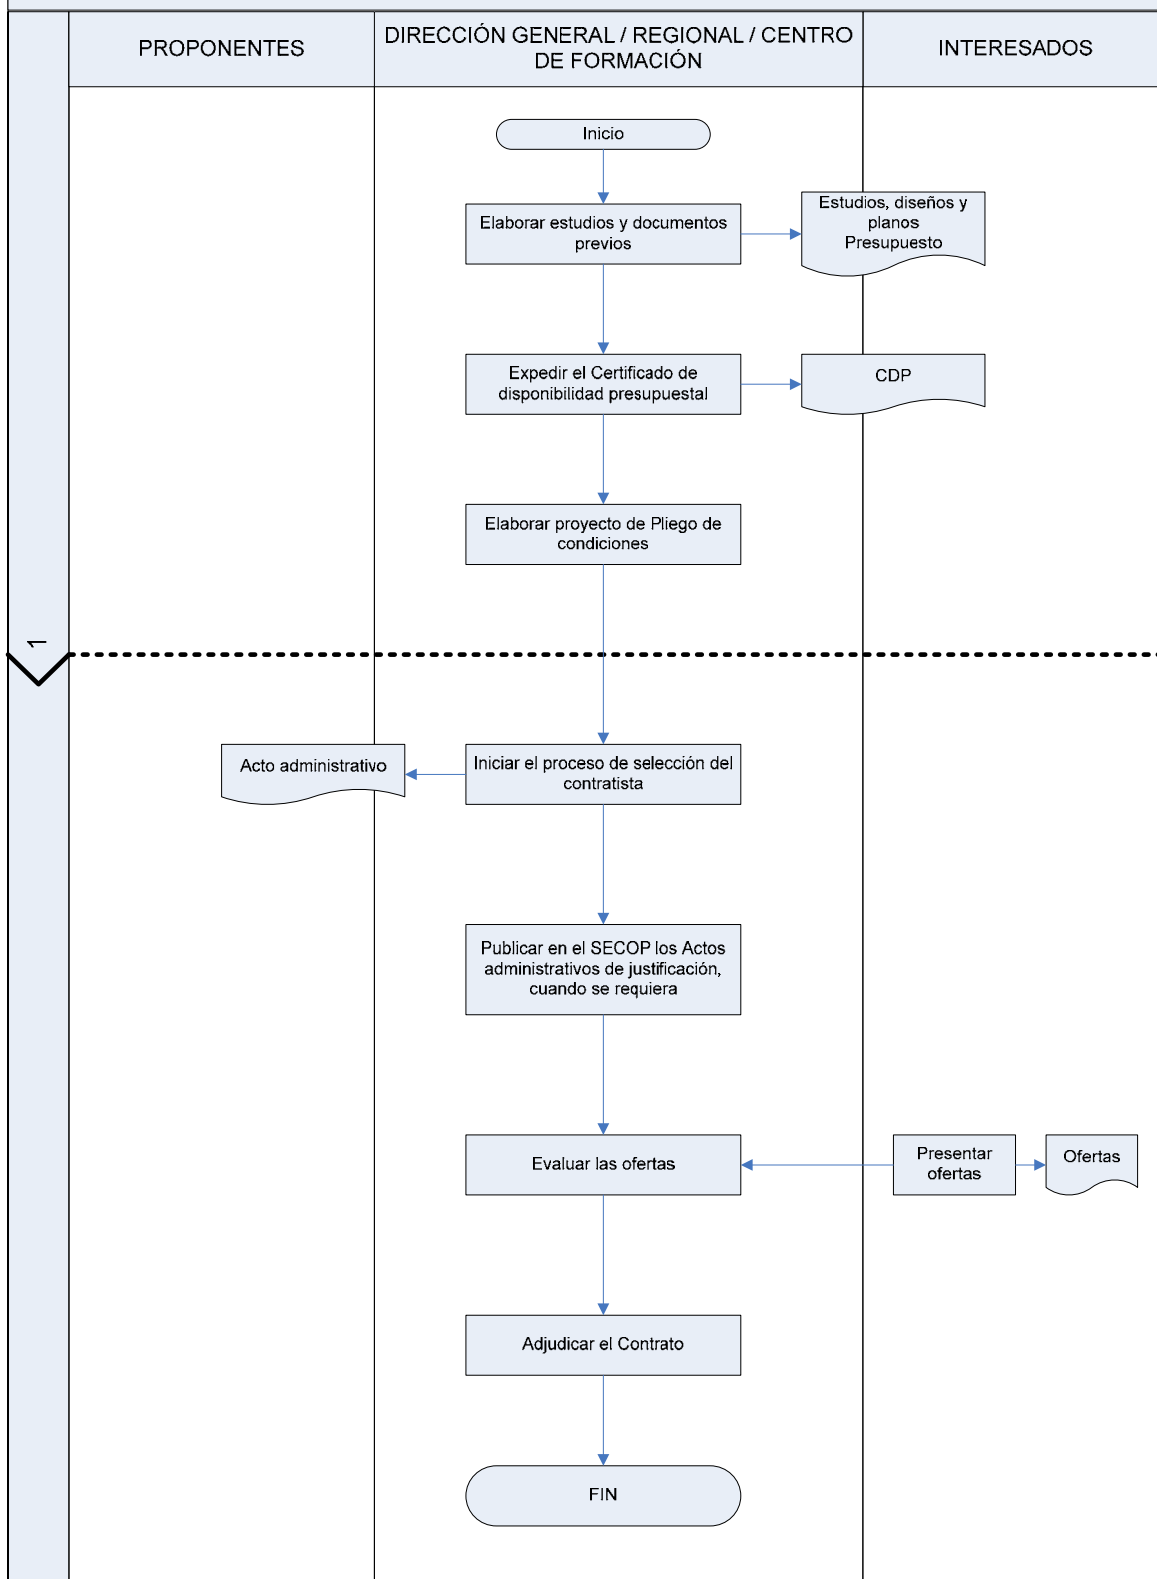 PROPONENTES
DIRECCIÓN GENERAL / REGIONAL / CENTRO
DE FORMACIÓN
INTERESADOS
Inicio
Elaborar estudios y documentos
previos
Estudios, diseños y
planos
Presupuesto
Expedir el Certificado de
disponibilidad presupuestal
CDP
Elaborar proyecto de Pliego de
condiciones
1
Acto administrativo
Iniciar el proceso de selección del
contratista
Publicar en el SECOP los Actos
administrativos de justificación,
cuando se requiera
Evaluar las ofertas
Presentar
ofertas
Ofertas
Adjudicar el Contrato
FIN